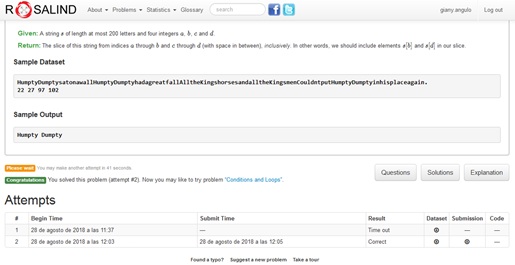 ROSALIND
About Problems Statistics Glossary search giarry angulo Log out
Given: A string s of length at most 200 letters and four integers a, b, c and d.
Return: The slice of this string from indices a through b and c through d (with space in between), inclusively. In other words, we should include elements s[b] and s[d] in our slice.
Sample Dataset
HumptyDumptysatonawallHumptyDumptyhadagreatfallAlltheKingshorsesandalltheKingsmenCouldntputHumptyDumptyinhisplaceagain.
22 27 97 102
Sample Output
Humpty Dumpty
Please wait You may make another attempt in 41 seconds.
Congratulations You solved this problem (attempt #2). Now you may like to try problem "Conditions and Loops".
Questions Solutions Explanation
Attempts
# Begin Time Submit Time Result Dataset Submission Code
1 28 de agosto de 2018 a las 11:37 — Time out — —
2 28 de agosto de 2018 a las 12:03 28 de agosto de 2018 a las 12:05 Correct —
Found a typo? Suggest a new problem Take a tour